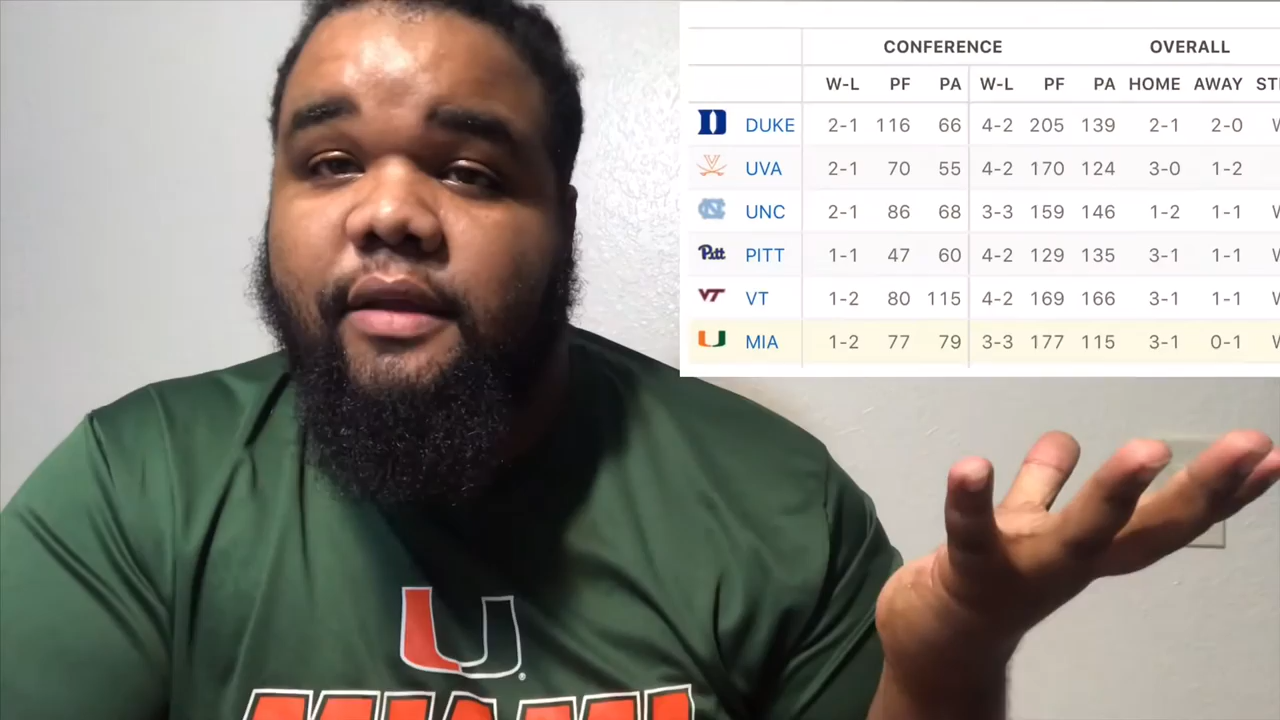 CONFERENCE OVERALL
W-L PF PA W-L PF PA HOME AWAY
DUKE 2-1 116 66 4-2 205 139 2-1 2-0
UVA 2-1 70 55 4-2 170 124 3-0 1-2
UNC 2-1 86 68 3-3 159 146 1-2 1-1
Pitt PITT 1-1 47 60 4-2 129 135 3-1 1-1
VT VT 1-2 80 115 4-2 169 166 3-1 1-1
U MIA 1-2 77 79 3-3 177 115 3-1 0-1
U
MIAMI